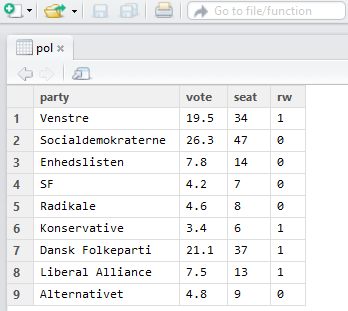 Go to file/function
pol
party vote seat rw
1 Venstre 19.5 34 1
2 Socialdemokraterne 26.3 47 0
3 Enhedslisten 7.8 14 0
4 SF 4.2 7 0
5 Radikale 4.6 8 0
6 Konservative 3.4 6 1
7 Dansk Folkeparti 21.1 37 1
8 Liberal Alliance 7.5 13 1
9 Alternativet 4.8 9 0